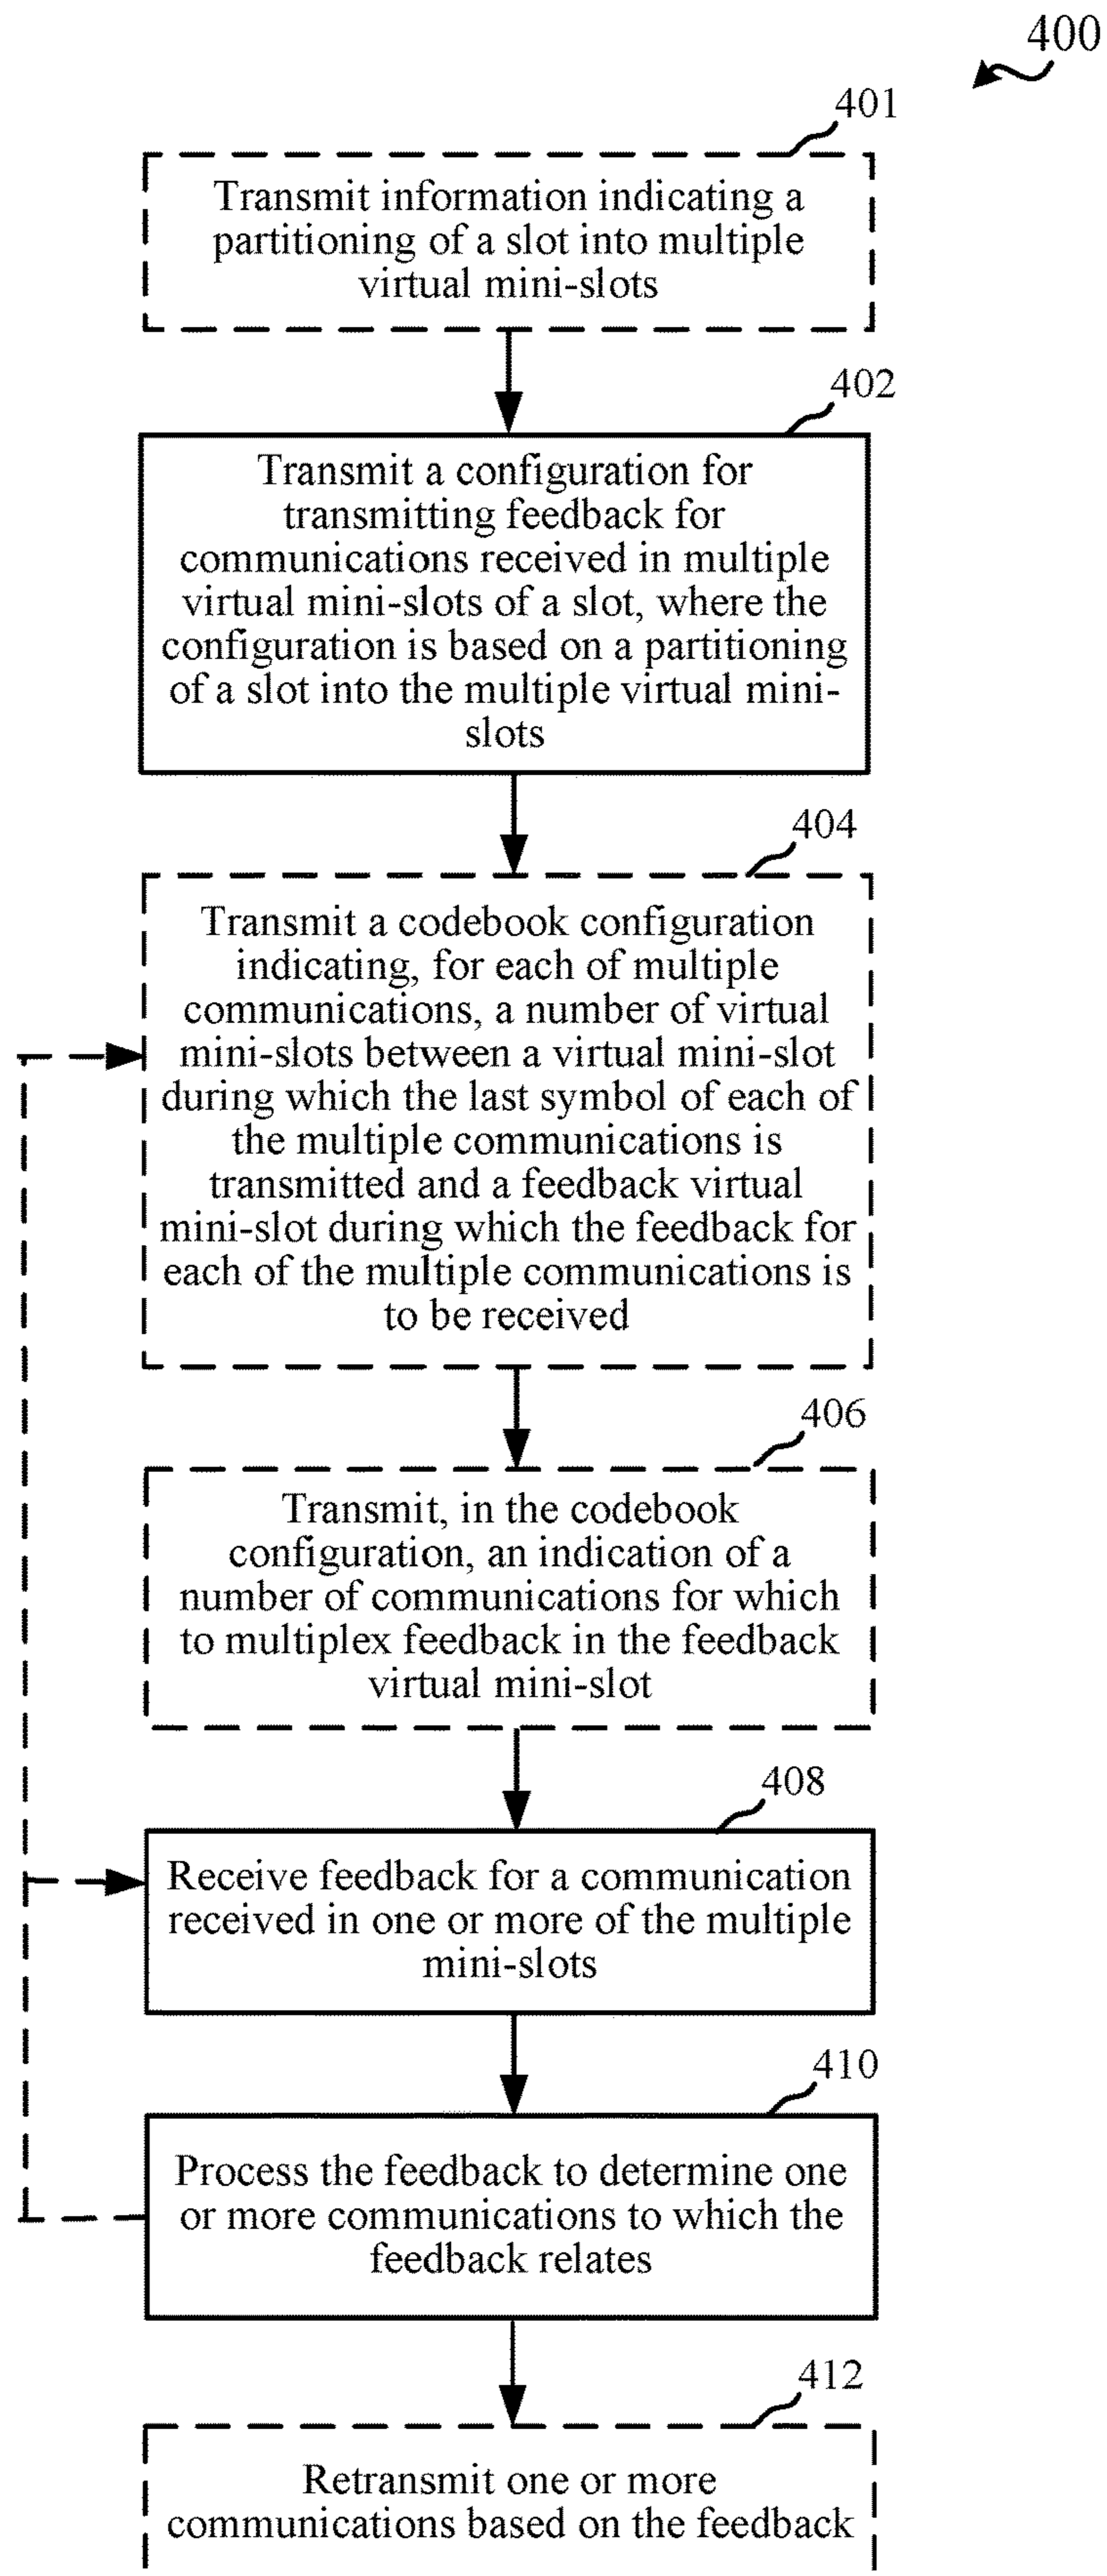 400
401
Transmit information indicating a
partitioning of a slot into multiple
virtual mini-slots
402
Transmit a configuration for
transmitting feedback for
communications received in multiple
virtual mini-slots of a slot, where the
configuration is based on a partitioning
of a slot into the multiple virtual mini-
slots
404
Transmit a codebook configuration
indicating, for each of multiple
communications, a number of virtual
mini-slots between a virtual mini-slot
during which the last symbol of each of
the multiple communications is
transmitted and a feedback virtual
mini-slot during which the feedback for
each of the multiple communications is
to be received
406
Transmit, in the codebook
configuration, an indication of a
number of communications for which
to multiplex feedback in the feedback
virtual mini-slot
408
Receive feedback for a communication
received in one or more of the multiple
mini-slots
410
Process the feedback to determine one
or more communications to which the
feedback relates
412
Retransmit one or more
communications based on the feedback